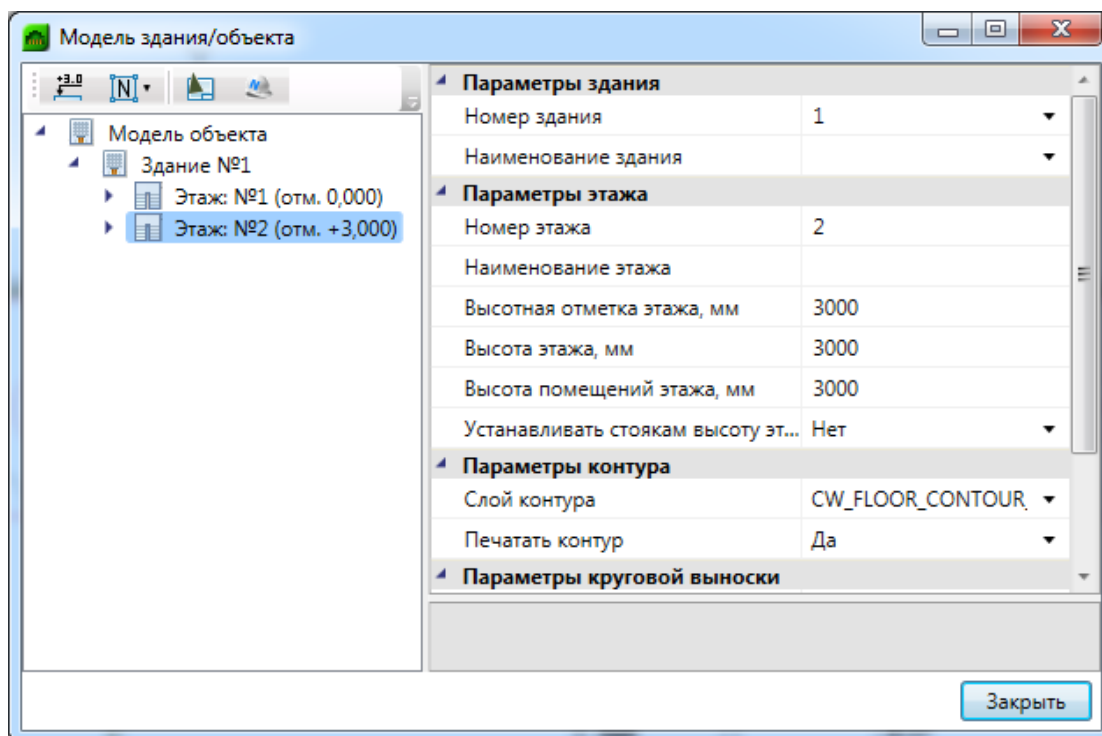 Модель здания/объекта
+3.0
N
Модель объекта
Здание №1
Этаж: №1 (отм. 0,000)
Этаж: №2 (отм. +3,000)
Параметры здания
Номер здания 1
Наименование здания
Параметры этажа
Номер этажа 2
Наименование этажа
Высотная отметка этажа, мм 3000
Высота этажа, мм 3000
Высота помещений этажа, мм 3000
Устанавливать стоякам высоту эт... Нет
Параметры контура
Слой контура CW_FLOOR_CONTOUR_
Печатать контур Да
Параметры круговой выноски
Закрыть